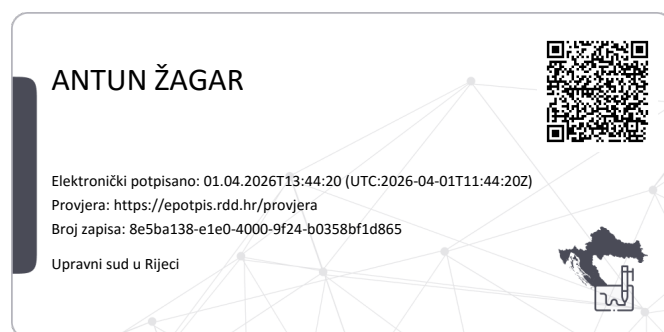 ANTUN ŽAGAR
Elektronički potpisano: 01.04.2026T13:44:20 (UTC:2026-04-01T11:44:20Z)
Provjera: https://epotpis.rdd.hr/provjera
Broj zapisa: 8e5ba138-e1e0-4000-9f24-b0358bf1d865
Upravni sud u Rijeci